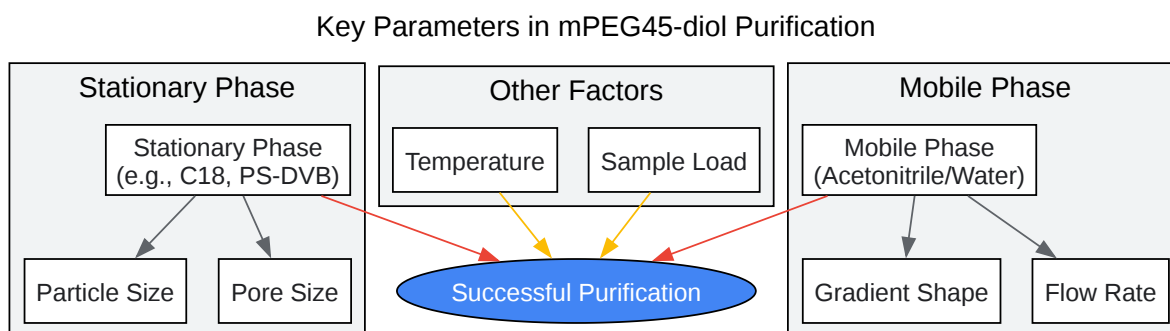 Key Parameters in mPEG45-diol Purification
Stationary Phase
Stationary Phase
(e.g., C18, PS-DVB)
Particle Size
Pore Size
Other Factors
Temperature
Sample Load
Successful Purification
Mobile Phase
Mobile Phase
(Acetonitrile/Water)
Gradient Shape
Flow Rate